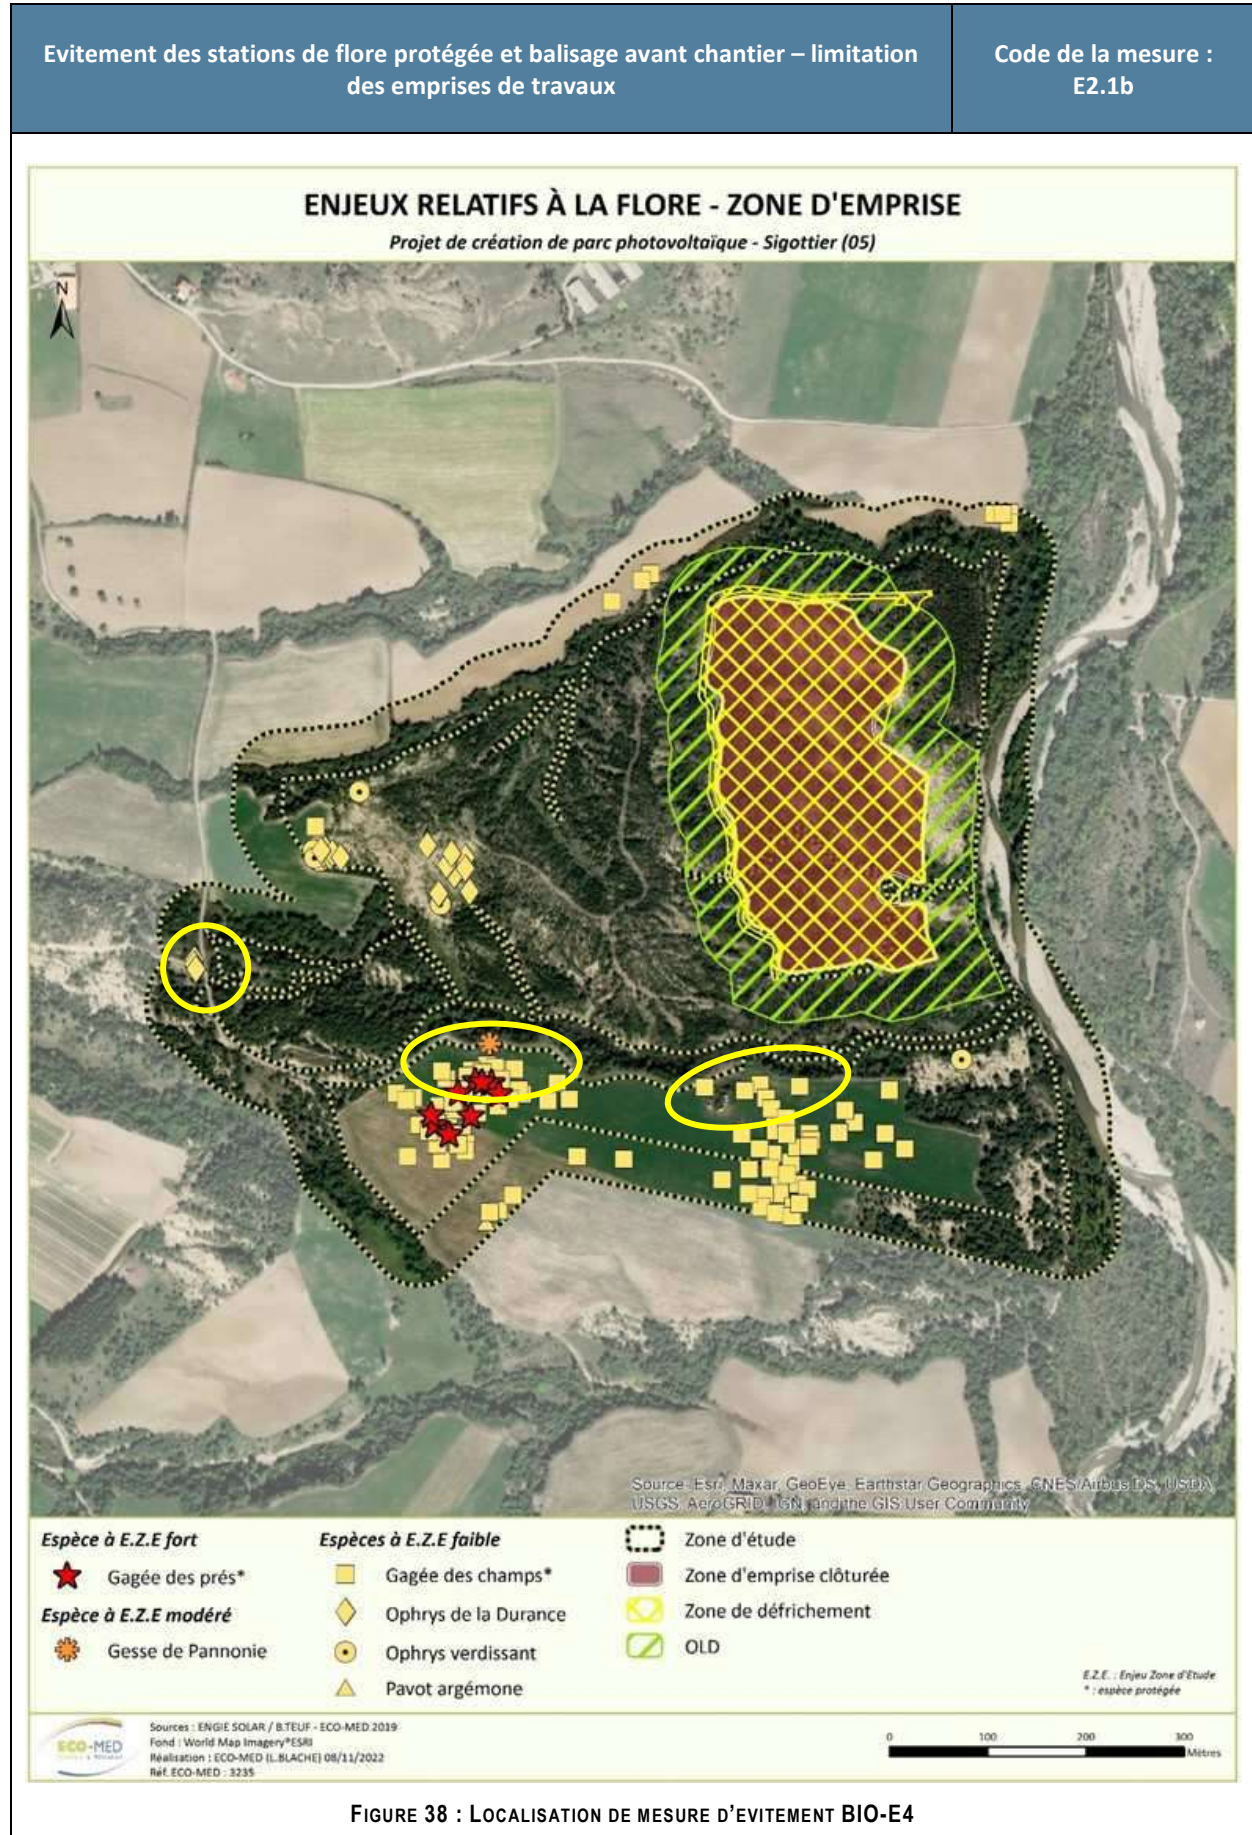 Evitement des stations de flore protégée et balisage avant chantier – limitation
des emprises de travaux
Code de la mesure :
E2.1b
ENJEUX RELATIFS À LA FLORE - ZONE D'EMPRISE
Projet de création de parc photovoltaïque - Sigottier (05)
N
Source: Esri, Maxar, GeoEye, Earthstar Geographics, CNES/Airbus DS, USDA,
USGS, AeroGRID, IGN, and the GIS User Community
Espèce à E.Z.E fort
Gagée des prés*
Espèce à E.Z.E modéré
Gesse de Pannonie
Espèces à E.Z.E faible
Gagée des champs*
Ophrys de la Durance
Ophrys verdissant
Pavot argémone
Zone d'étude
Zone d'emprise clôturée
Zone de défrichement
OLD
E.Z.E. : Enjeu Zone d'Etude
* : espèce protégée
ECO-MED
Sources : ENGIE SOLAR / B.TEUF - ECO-MED 2019
Fond : World Map Imagery®ESRI
Réalisation : ECO-MED (L.BLACHE) 08/11/2022
Réf. ECO-MED : 3235
0 100 200 300
Mètres
FIGURE 38 : LOCALISATION DE MESURE D'EVITEMENT BIO-E4